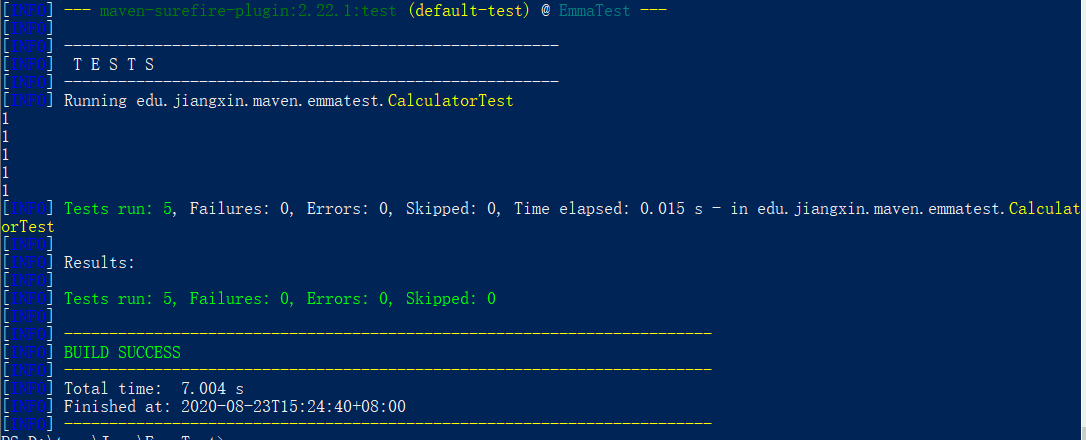 [INFO] --- maven-surefire-plugin:2.22.1:test (default-test) @ EmmaTest ---
[INFO]
[INFO] -------------------------------------------------------
[INFO]  T E S T S
[INFO] -------------------------------------------------------
[INFO] Running edu.jiangxin.maven.emmatest.CalculatorTest
1
1
1
1
1
[INFO] Tests run: 5, Failures: 0, Errors: 0, Skipped: 0, Time elapsed: 0.015 s - in edu.jiangxin.maven.emmatest.Calculat
orTest
[INFO]
[INFO] Results:
[INFO]
[INFO] Tests run: 5, Failures: 0, Errors: 0, Skipped: 0
[INFO]
[INFO] ------------------------------------------------------------------------
[INFO] BUILD SUCCESS
[INFO] ------------------------------------------------------------------------
[INFO] Total time:  7.004 s
[INFO] Finished at: 2020-08-23T15:24:40+08:00
[INFO] ------------------------------------------------------------------------